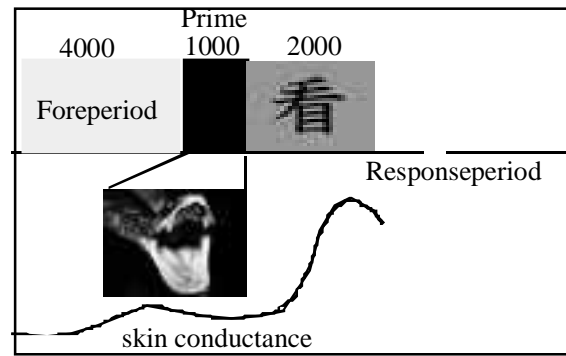 Prime
4000 1000 2000
Foreperiod
看
Responseperiod
skin conductance